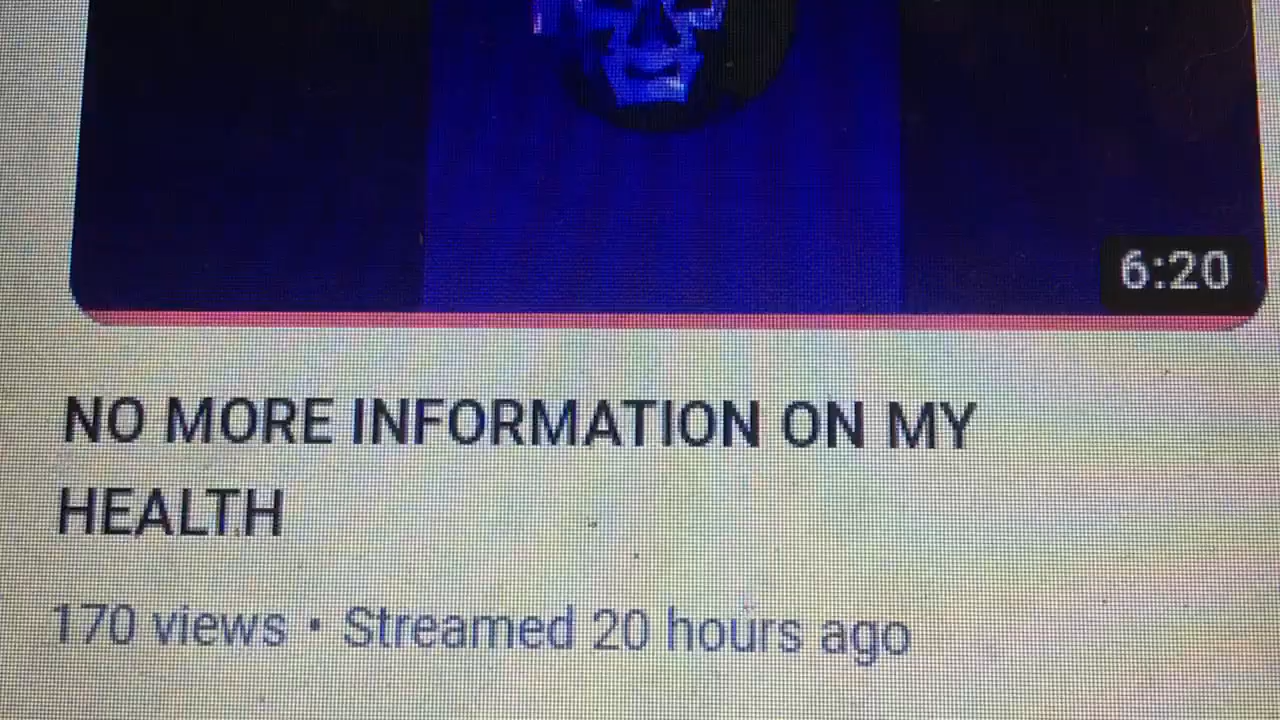 6:20
NO MORE INFORMATION ON MY
HEALTH
170 views • Streamed 20 hours ago